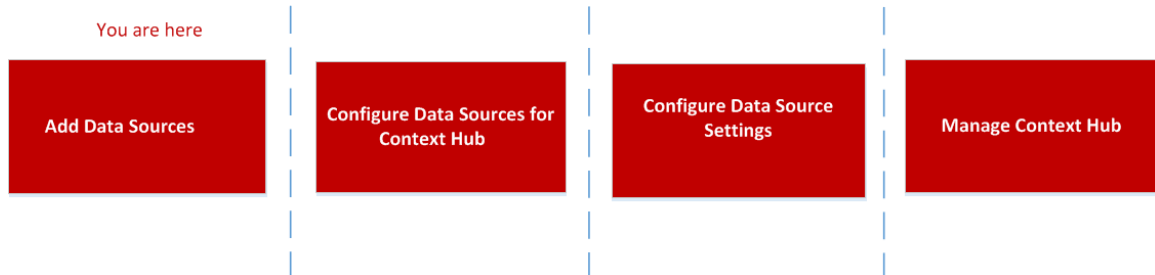 You are here
Add Data Sources
Configure Data Sources for
Context Hub
Configure Data Source
Settings
Manage Context Hub